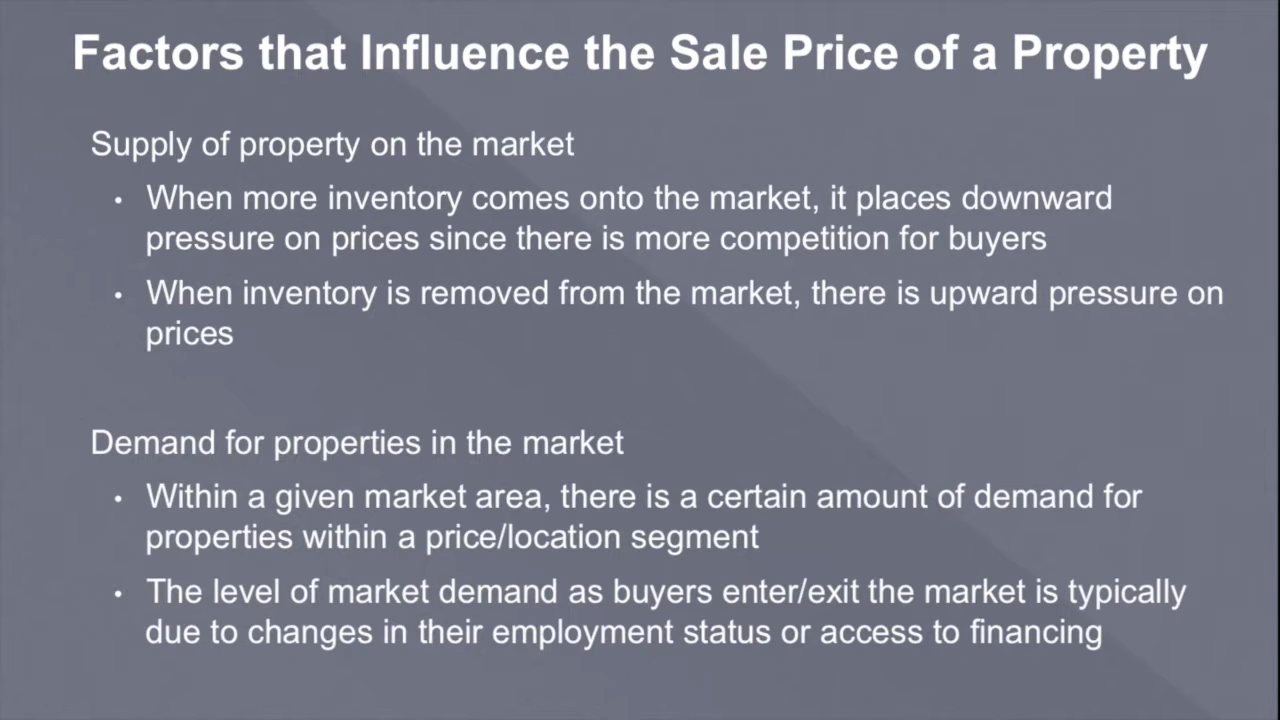 Factors that Influence the Sale Price of a Property
Supply of property on the market
• When more inventory comes onto the market, it places downward
pressure on prices since there is more competition for buyers
• When inventory is removed from the market, there is upward pressure on
prices
Demand for properties in the market
• Within a given market area, there is a certain amount of demand for
properties within a price/location segment
• The level of market demand as buyers enter/exit the market is typically
due to changes in their employment status or access to financing